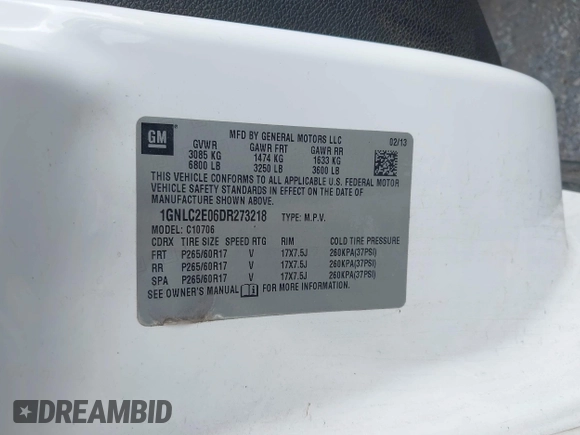 GM
MFD BY GENERAL MOTORS LLC
02/13
GVWR GAWR FRT GAWR RR
3085 KG 1474 KG 1633 KG
6800 LB 3250 LB 3600 LB
THIS VEHICLE CONFORMS TO ALL APPLICABLE U.S. FEDERAL MOTOR
VEHICLE SAFETY STANDARDS IN EFFECT ON THE DATE OF
MANUFACTURE SHOWN ABOVE.
1GNLC2E06DR273218 TYPE: M.P.V.
MODEL: C10706
CDRX TIRE SIZE SPEED RTG RIM COLD TIRE PRESSURE
FRT P265/60R17 V 17X7.5J 260KPA(37PSI)
RR P265/60R17 V 17X7.5J 260KPA(37PSI)
SPA P265/60R17 V 17X7.5J 260KPA(37PSI)
SEE OWNER'S MANUAL FOR MORE INFORMATION
DREAMBID